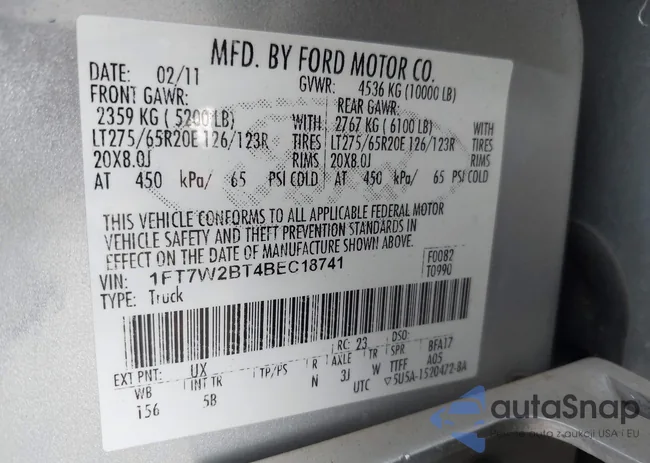 MFD. BY FORD MOTOR CO.
DATE: 02/11 GVWR: 4536 KG (10000 LB)
FRONT GAWR: REAR GAWR:
2359 KG ( 5200 LB) WITH 2767 KG ( 6100 LB) WITH
LT275/65R20E 126/123R TIRES LT275/65R20E 126/123R TIRES
20X8.0J RIMS 20X8.0J RIMS
AT 450 kPa/ 65 PSI COLD AT 450 kPa/ 65 PSI COLD
THIS VEHICLE CONFORMS TO ALL APPLICABLE FEDERAL MOTOR
VEHICLE SAFETY AND THEFT PREVENTION STANDARDS IN
EFFECT ON THE DATE OF MANUFACTURE SHOWN ABOVE.
VIN: 1FT7W2BT4BEC18741 F0082
TYPE: Truck T0990
EXT PNT: UX RC: 23 DSO:
WB INT TR TP/PS R AXLE TR SPR BFA17
156 5B N 3J W TTFF A05
UTC 5U5A-1520472-BA
autaSnap
auto z aukcji USA i EU